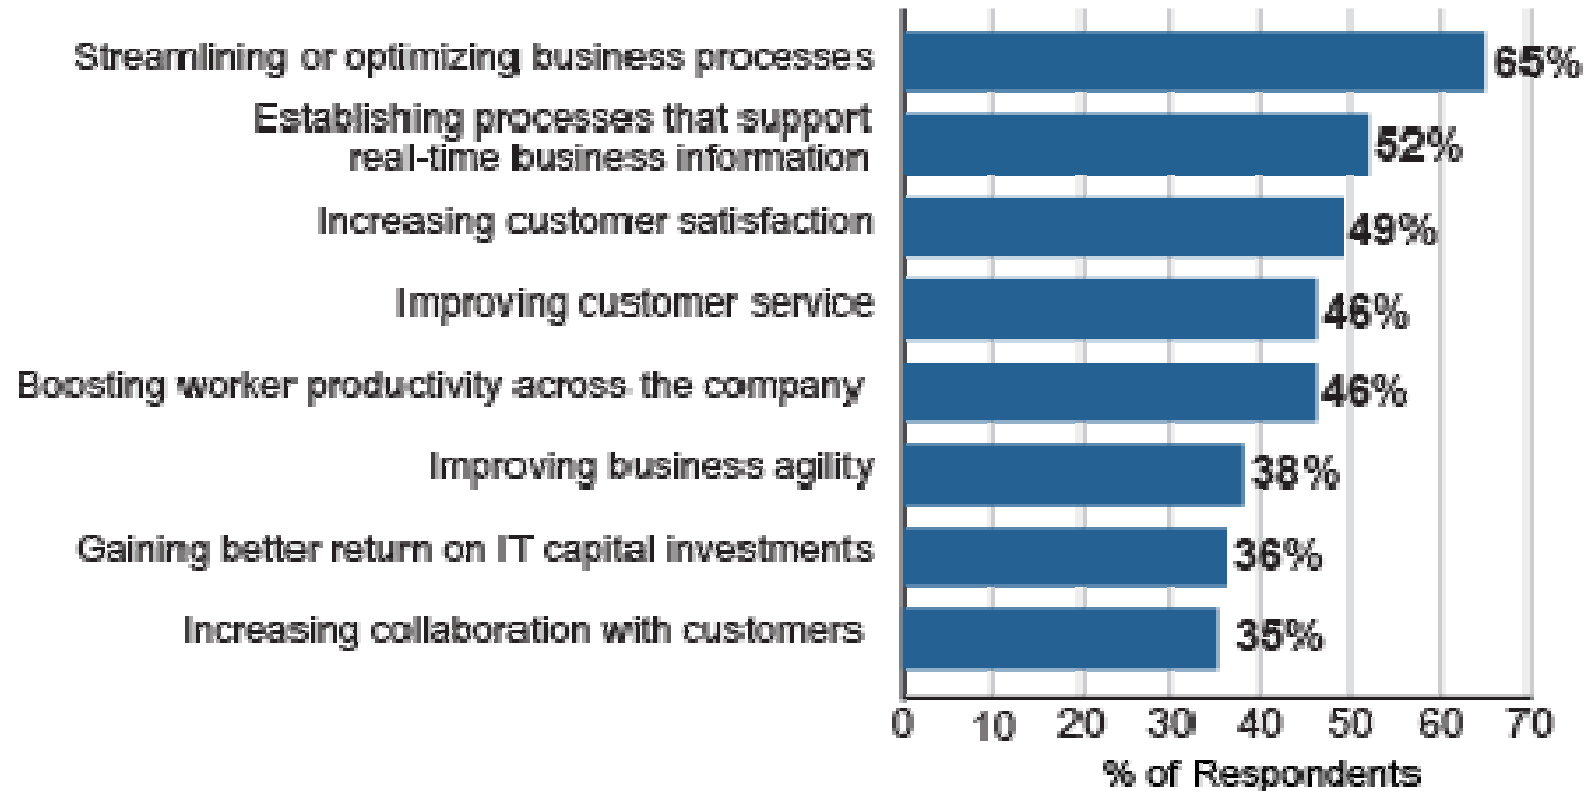 Streamlining or optimizing business processes
65%
Establishing processes that support
real-time business information
52%
Increasing customer satisfaction
49%
Improving customer service
46%
Boosting worker productivity across the company
46%
Improving business agility
38%
Gaining better return on IT capital investments
36%
Increasing collaboration with customers
35%
0 10 20 30 40 50 60 70
% of Respondents